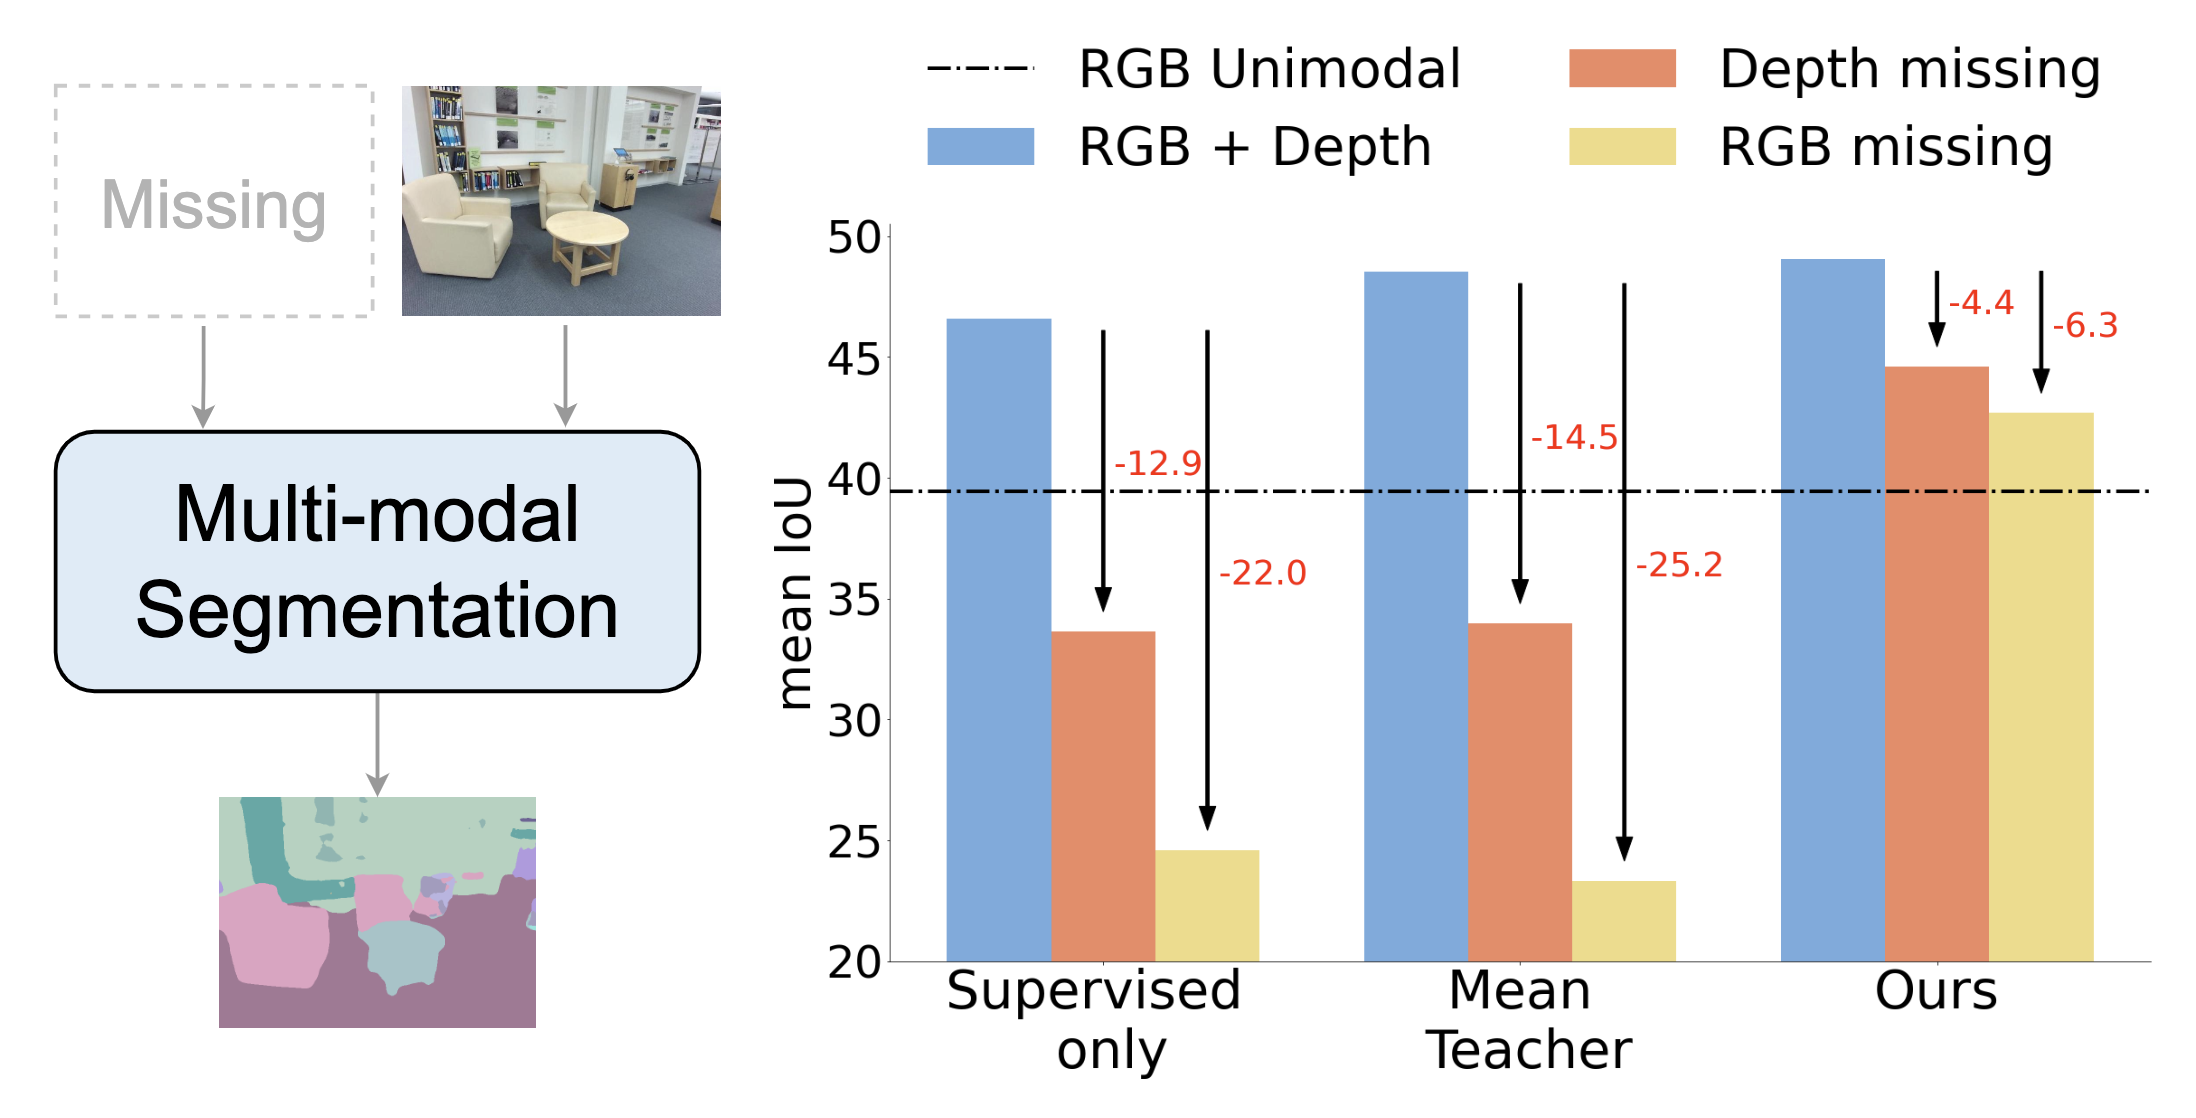 Missing
Multi-modal
Segmentation
RGB Unimodal
Depth missing
RGB + Depth
RGB missing
mean IoU
50
45
40
35
30
25
20
-12.9
-22.0
-14.5
-25.2
-4.4
-6.3
Supervised
only
Mean
Teacher
Ours